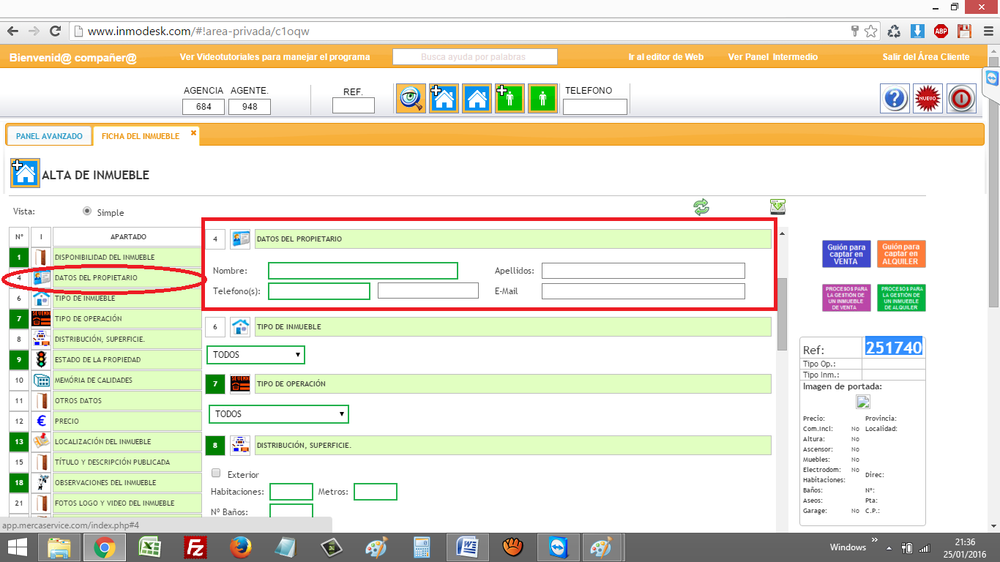 www.inmodesk.com/#!area-privada/c1oqw
ABP
Bienvenid@ compañer@
Ver Videotutoriales para manejar el programa
Busca ayuda por palabras
Ir al editor de Web
Ver Panel Intermedio
Salir del Área Cliente
AGENCIA AGENTE.
684 948
REF.
TELEFONO
NUEVO
PANEL AVANZADO
FICHA DEL INMUEBLE
ALTA DE INMUEBLE
Vista:
Simple
Nº I APARTADO
1 DISPONIBILIDAD DEL INMUEBLE
4 DATOS DEL PROPIETARIO
6 TIPO DE INMUEBLE
7 TIPO DE OPERACIÓN
8 DISTRIBUCIÓN, SUPERFICIE.
9 ESTADO DE LA PROPIEDAD
10 MEMÓRIA DE CALIDADES
11 OTROS DATOS
12 PRECIO
13 LOCALIZACIÓN DEL INMUEBLE
15 TÍTULO Y DESCRIPCIÓN PUBLICADA
18 OBSERVACIONES DEL INMUEBLE
21 FOTOS LOGO Y VIDEO DEL INMUEBLE
4 DATOS DEL PROPIETARIO
Nombre:
Apellidos:
Telefono(s):
E-Mail
6 TIPO DE INMUEBLE
TODOS
7 SE VENDE TIPO DE OPERACIÓN
TODOS
8 DISTRIBUCIÓN, SUPERFICIE.
Exterior
Habitaciones:
Metros:
Nº Baños:
Guión para
captar en
VENTA
Guión para
captar en
ALQUILER
PROCESOS PARA
LA GESTIÓN DE
UN INMUEBLE
DE VENTA
PROCESOS PARA
LA GESTIÓN DE
UN INMUEBLE
DE ALQUILER
Ref: 251740
Tipo Op.:
Tipo Inm.:
Imagen de portada:
Precio: Provincia:
Com.Incl: No Localidad:
Altura: No
Ascensor: No
Muebles: No
Electrodom: No
Direc:
Habitaciones:
Baños: Nº:
Aseos: Pta:
Garage: No C.P.:
app.mercaservice.com/index.php#4
Windows
21:36
25/01/2016